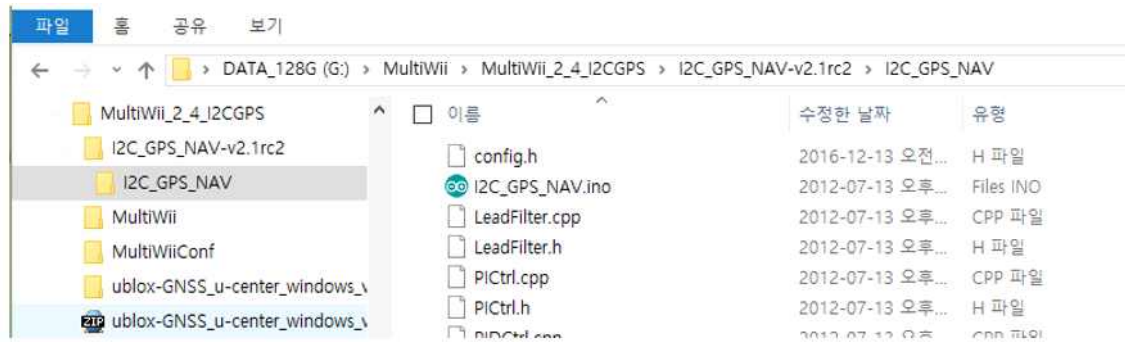 파일 홈 공유 보기
DATA_128G (G:) > MultiWii > MultiWii_2_4_I2CGPS > I2C_GPS_NAV-v2.1rc2 > I2C_GPS_NAV
MultiWii_2_4_I2CGPS
I2C_GPS_NAV-v2.1rc2
I2C_GPS_NAV
MultiWii
MultiWiiConf
ublox-GNSS_u-center_windows_v
ZIP ublox-GNSS_u-center_windows_v
이름 수정한 날짜 유형
config.h 2016-12-13 오전... H 파일
I2C_GPS_NAV.ino 2012-07-13 오후... Files INO
LeadFilter.cpp 2012-07-13 오후... CPP 파일
LeadFilter.h 2012-07-13 오후... H 파일
PICtrl.cpp 2012-07-13 오후... CPP 파일
PICtrl.h 2012-07-13 오후... H 파일